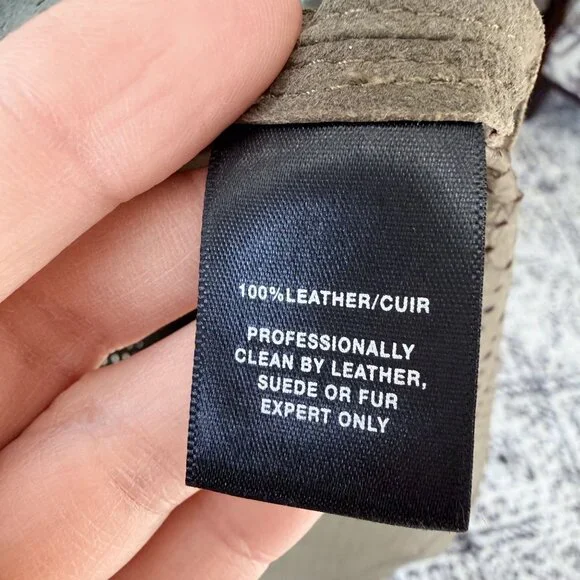 100%LEATHER/CUIR
PROFESSIONALLY
CLEAN BY LEATHER,
SUEDE OR FUR
EXPERT ONLY